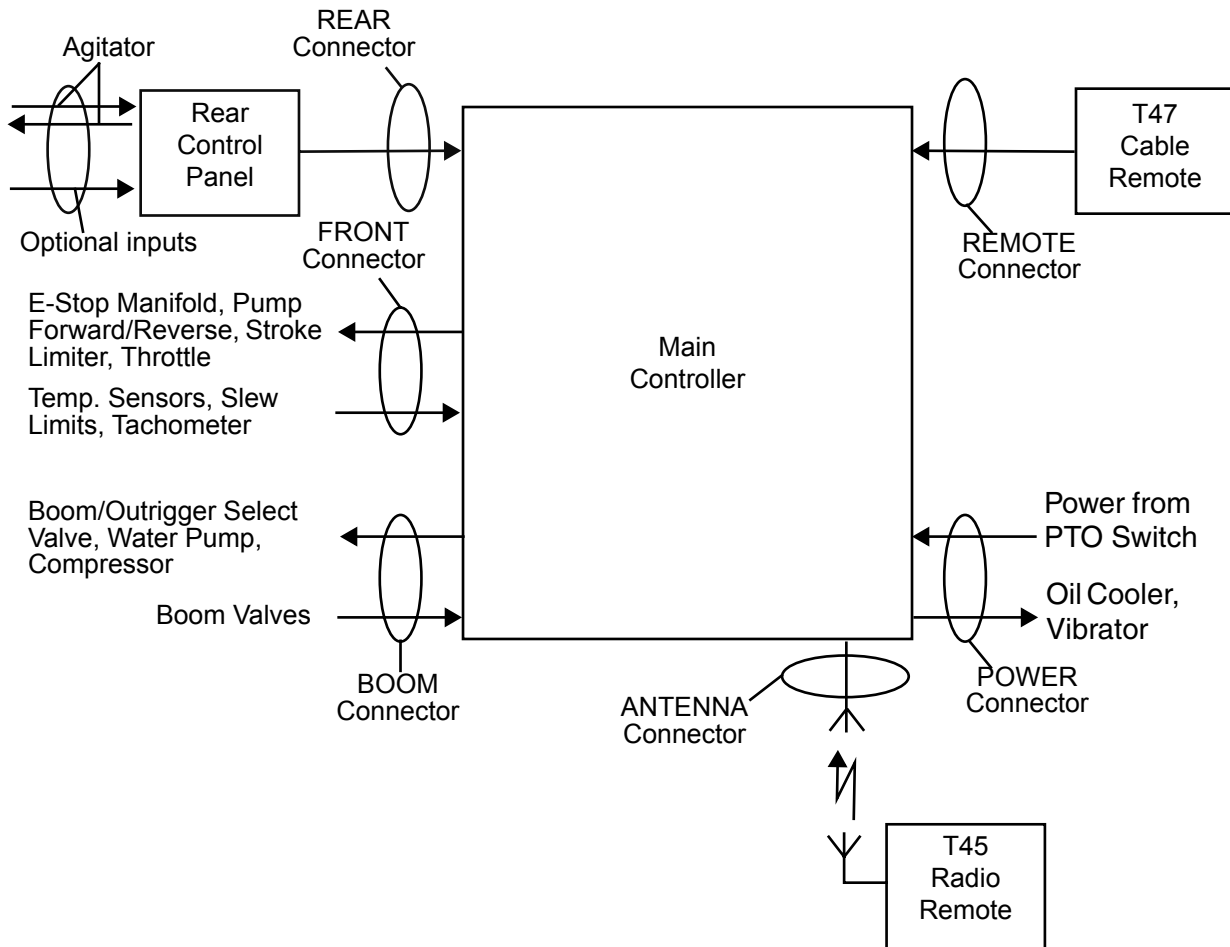 REAR
Connector
Agitator
Rear
Control
Panel
T47
Cable
Remote
Optional inputs
FRONT
Connector
REMOTE
Connector
E-Stop Manifold, Pump
Forward/Reverse, Stroke
Limiter, Throttle
Main
Controller
Temp. Sensors, Slew
Limits, Tachometer
Boom/Outrigger Select
Valve, Water Pump,
Compressor
Power from
PTO Switch
Boom Valves
Oil Cooler,
Vibrator
BOOM
Connector
ANTENNA
Connector
POWER
Connector
T45
Radio
Remote